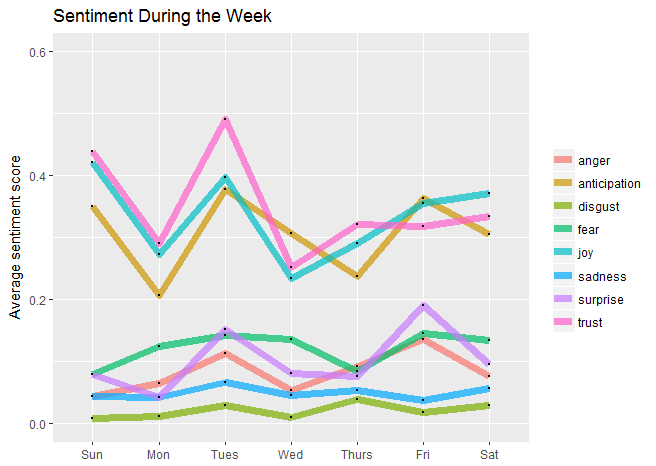 Sentiment During the Week
Average sentiment score
0.6
0.4
0.2
0.0
Sun Mon Tues Wed Thurs Fri Sat
anger
anticipation
disgust
fear
joy
sadness
surprise
trust